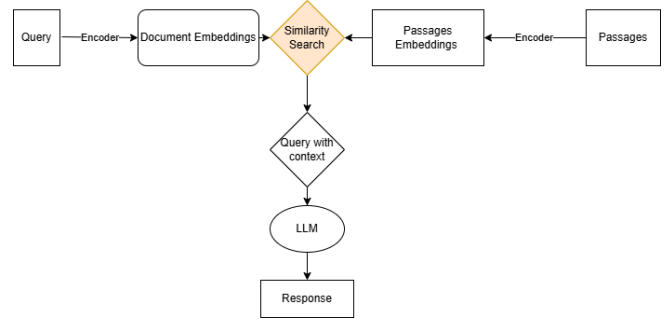 Query
Encoder
Document Embeddings
Similarity
Search
Passages
Embeddings
Encoder
Passages
Query with
context
LLM
Response